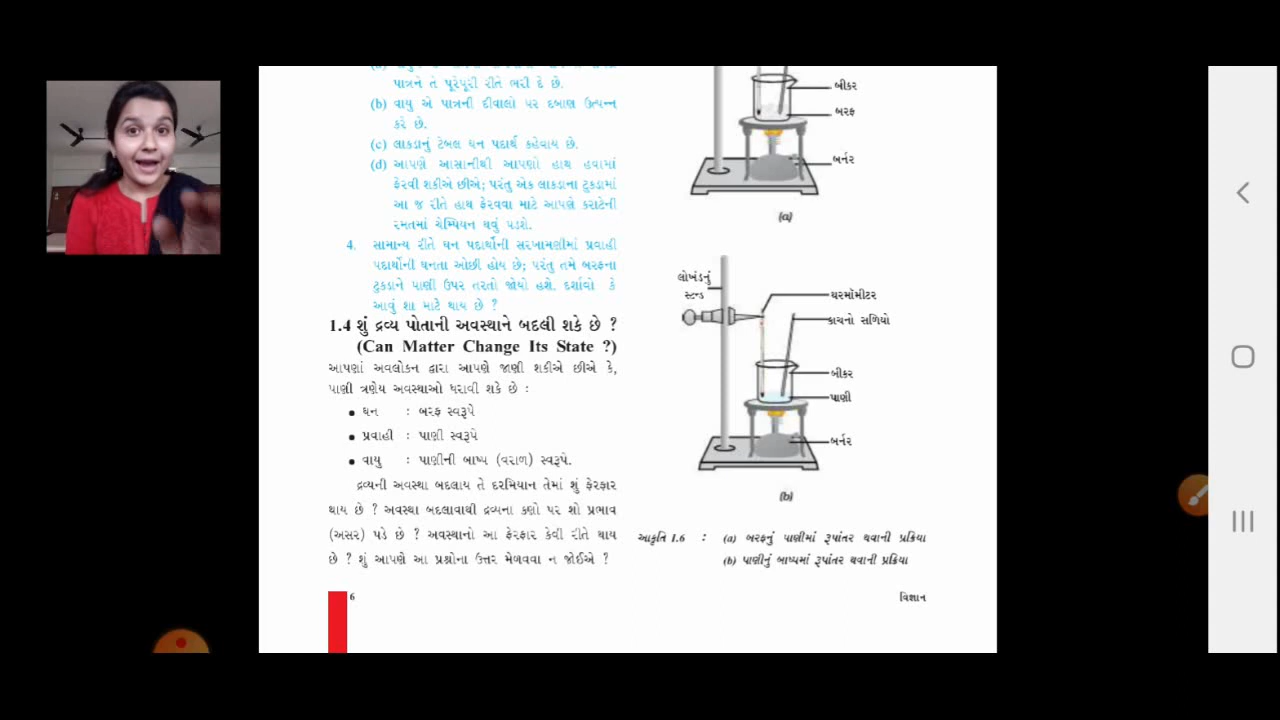 પાત્રને તે પૂરેપૂરી રીતે ભરી દે છે.
(b) વાયુ એ પાત્રની દીવાલો પર દબાણ ઉત્પન્ન
કરે છે.
(c) લાકડાનું ટેબલ ઘન પદાર્થ કહેવાય છે.
(d) આપણે આસાનીથી આપણો હાથ હવામાં
ફેરવી શકીએ છીએ; પરંતુ એક લાકડાના ટુકડામાં
આ જ રીતે હાથ ફેરવવા માટે આપણે કરાટેની
રમતમાં ચેમ્પિયન થવું પડશે.
4. સામાન્ય રીતે ઘન પદાર્થોની સરખામણીમાં પ્રવાહી
પદાર્થોની ઘનતા ઓછી હોય છે; પરંતુ તમે બરફના
ટુકડાને પાણી ઉપર તરતો જોયો હશે. દર્શાવો કે
આવું શા માટે થાય છે ?
1.4 શું દ્રવ્ય પોતાની અવસ્થાને બદલી શકે છે ?
(Can Matter Change Its State ?)
આપણાં અવલોકન દ્વારા આપણે જાણી શકીએ છીએ કે,
પાણી ત્રણેય અવસ્થાઓ ધરાવી શકે છે :
• ઘન : બરફ સ્વરૂપે
• પ્રવાહી : પાણી સ્વરૂપે
• વાયુ : પાણીની બાષ્પ (વરાળ) સ્વરૂપે.
દ્રવ્યની અવસ્થા બદલાય તે દરમિયાન તેમાં શું ફેરફાર
થાય છે ? અવસ્થા બદલાવાથી દ્રવ્યના કણો પર શો પ્રભાવ
(અસર) પડે છે ? અવસ્થાનો આ ફેરફાર કેવી રીતે થાય
છે ? શું આપણે આ પ્રશ્નોના ઉત્તર મેળવવા ન જોઈએ ?
6
બીકર
બરફ
બર્નર
(a)
લોખંડનું
સ્ટન્ડ
થરમૉમીટર
કાચનો સળિયો
બીકર
પાણી
બર્નર
(b)
આકૃતિ 1.6 : (a) બરફનું પાણીમાં રૂપાંતર થવાની પ્રક્રિયા
(b) પાણીનું બાષ્પમાં રૂપાંતર થવાની પ્રક્રિયા
વિજ્ઞાન